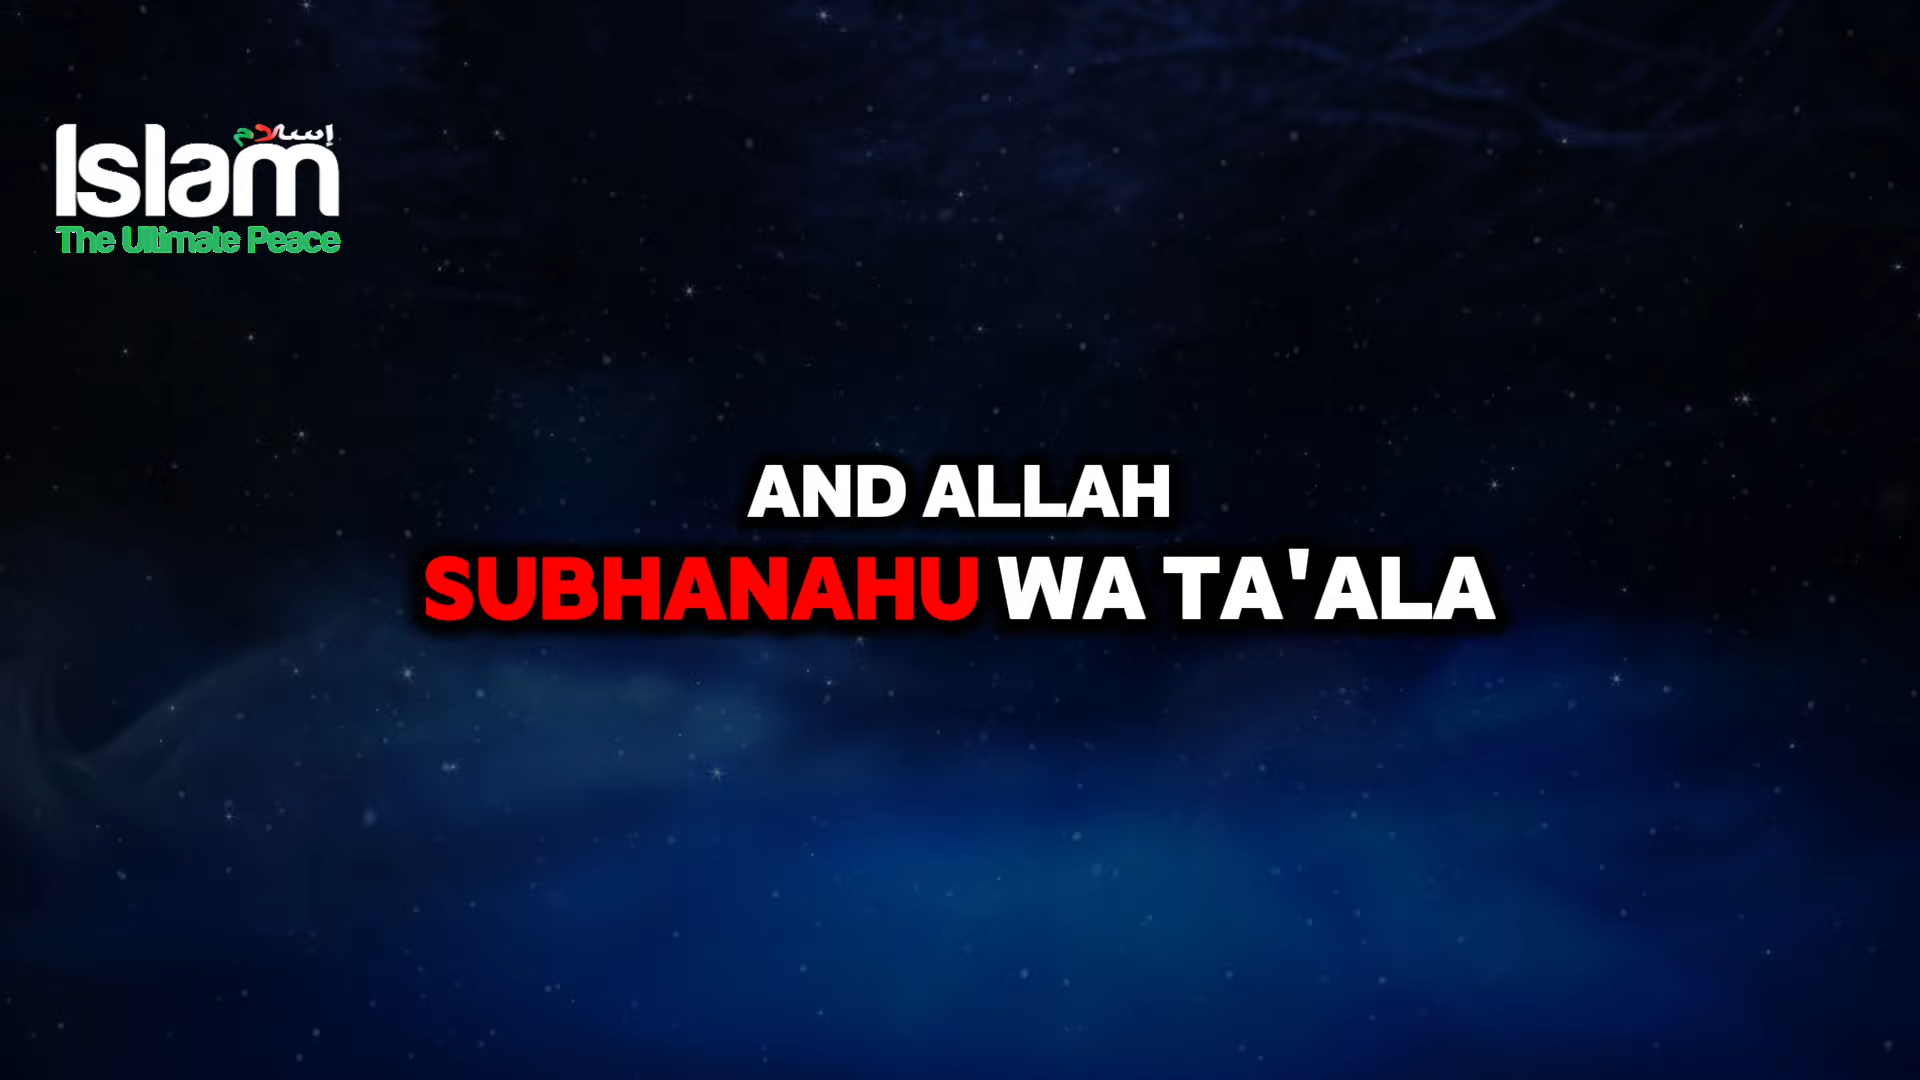 إسلام
Islam
The Ultimate Peace
AND ALLAH
SUBHANAHU WA TA'ALA